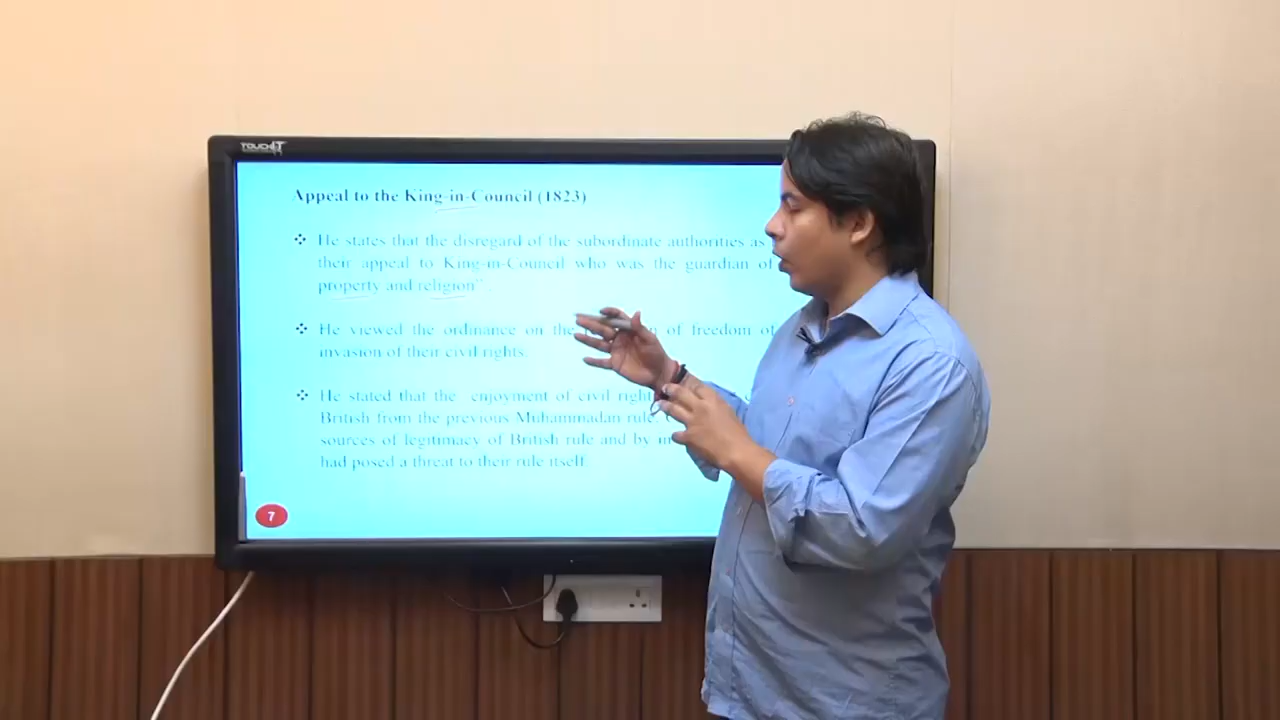 TOUCHIT
Appeal to the King-in-Council (1823)
❖ He states that the disregard of the subordinate authorities as
their appeal to King-in-Council who was the guardian of
property and religion”.
❖ He viewed the ordinance on the of freedom of
invasion of their civil rights.
❖ He stated that the enjoyment of civil
British from the previous Muhammadan rule.
sources of legitimacy of British rule and by
had posed a threat to their rule itself
7